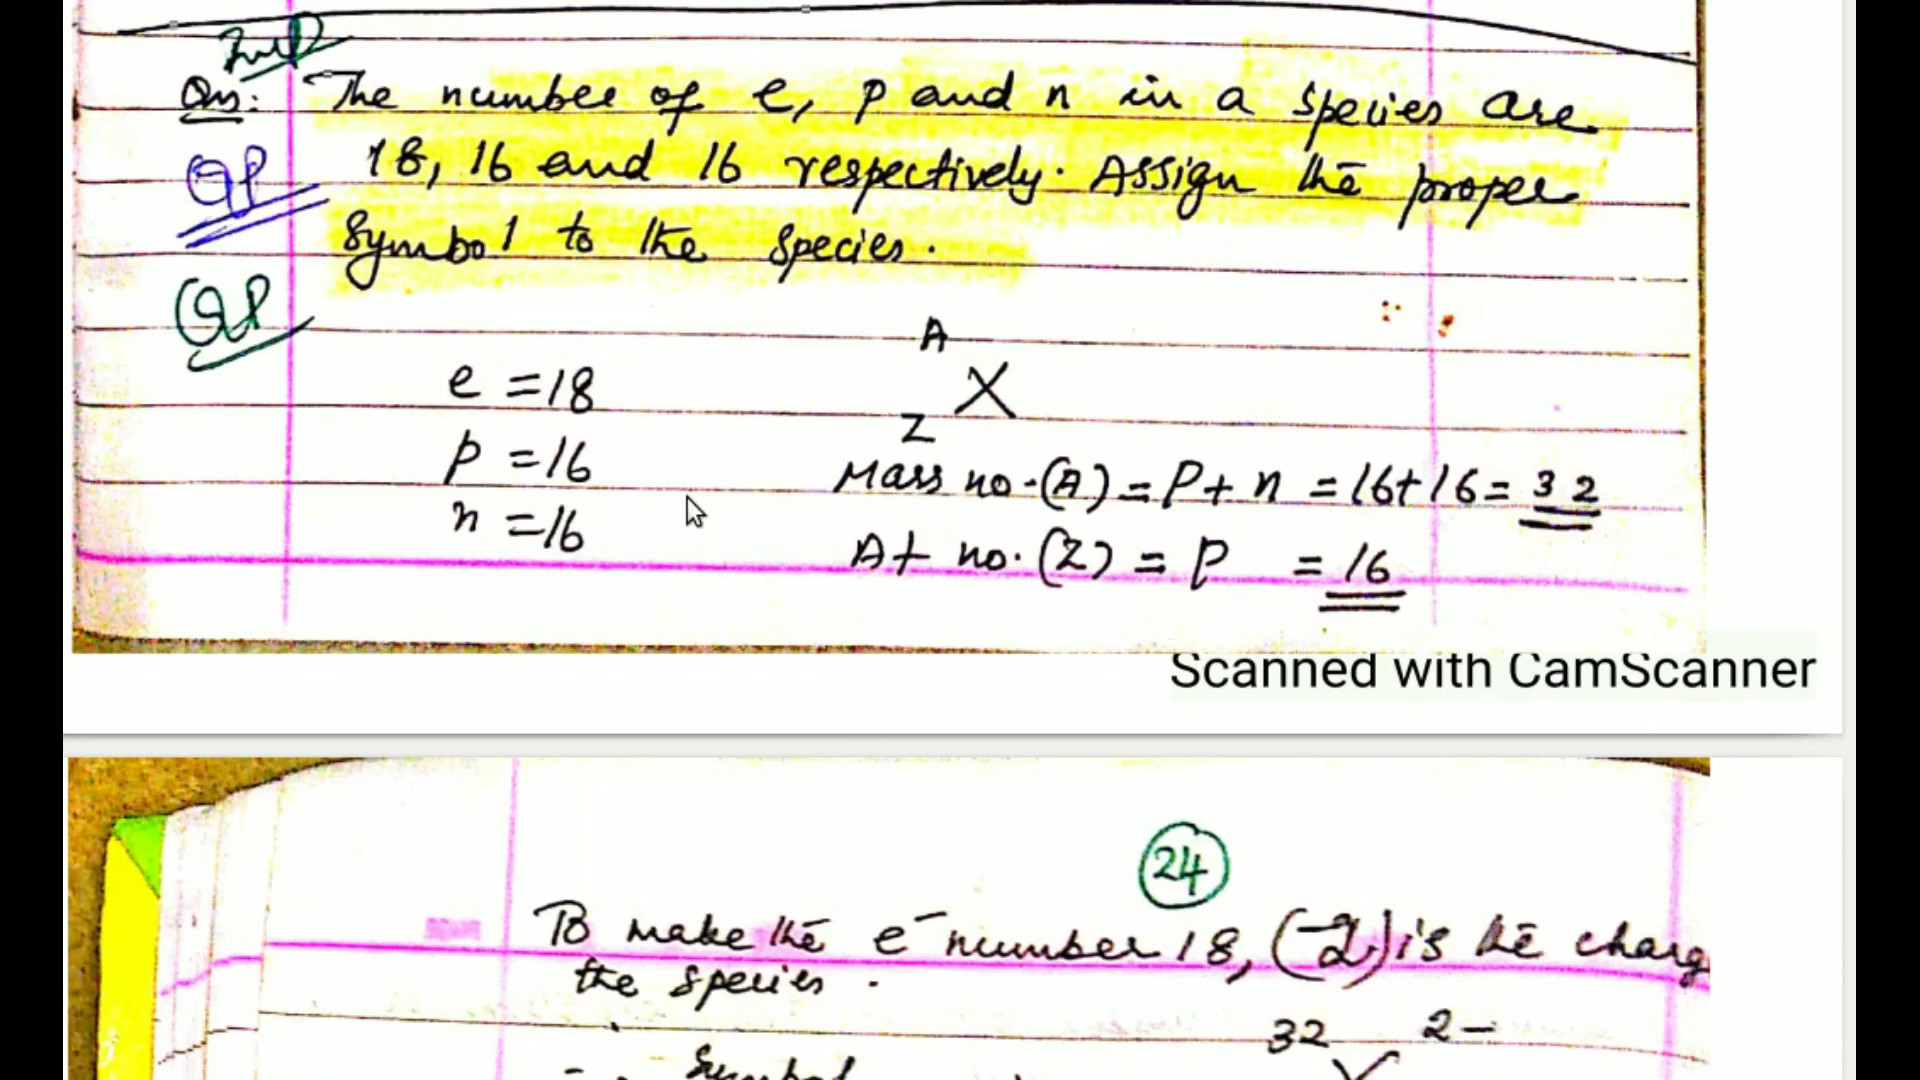 Imp
Qn: The number of e, p and n in a species are
QP 18, 16 and 16 respectively. Assign the proper
symbol to the species.
QP
A
e = 18 X
Z
p = 16 Mass no.(A) = P + n = 16+16 = 32
n = 16 At no.(Z) = P = 16
Scanned with CamScanner
24
To make the e⁻ number 18, (-2) is the charg
the species.
32 2-
Symbol X